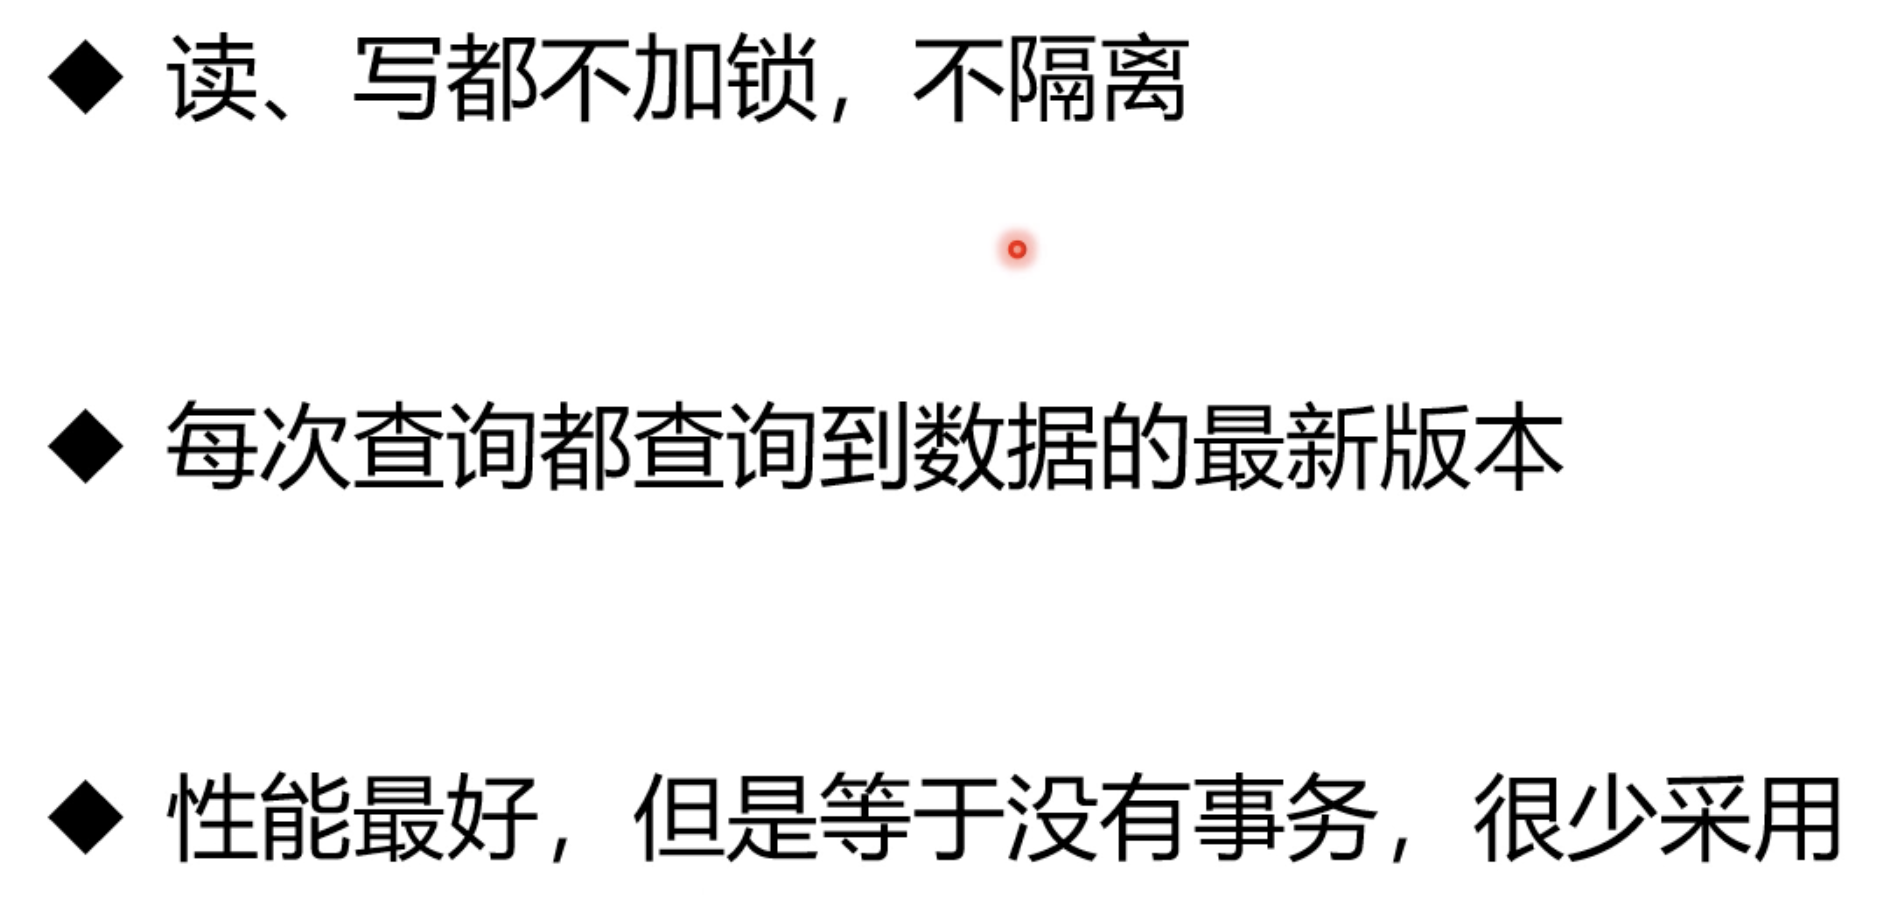 ◆ 读、写都不加锁，不隔离
◆ 每次查询都查询到数据的最新版本
◆ 性能最好，但是等于没有事务，很少采用